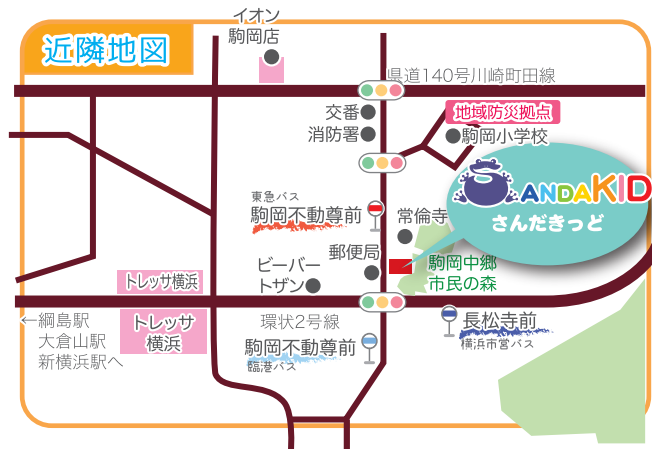 近隣地図
イオン
駒岡店
県道140号川崎町田線
交番
消防署
地域防災拠点
駒岡小学校
SANDAKID
さんだきっど
東急バス
駒岡不動尊前
常倫寺
郵便局
ビーバー
トザン
駒岡中郷
市民の森
トレッサ横浜
トレッサ
横浜
環状2号線
←綱島駅
大倉山駅
新横浜駅へ
駒岡不動尊前
臨港バス
長松寺前
横浜市営バス